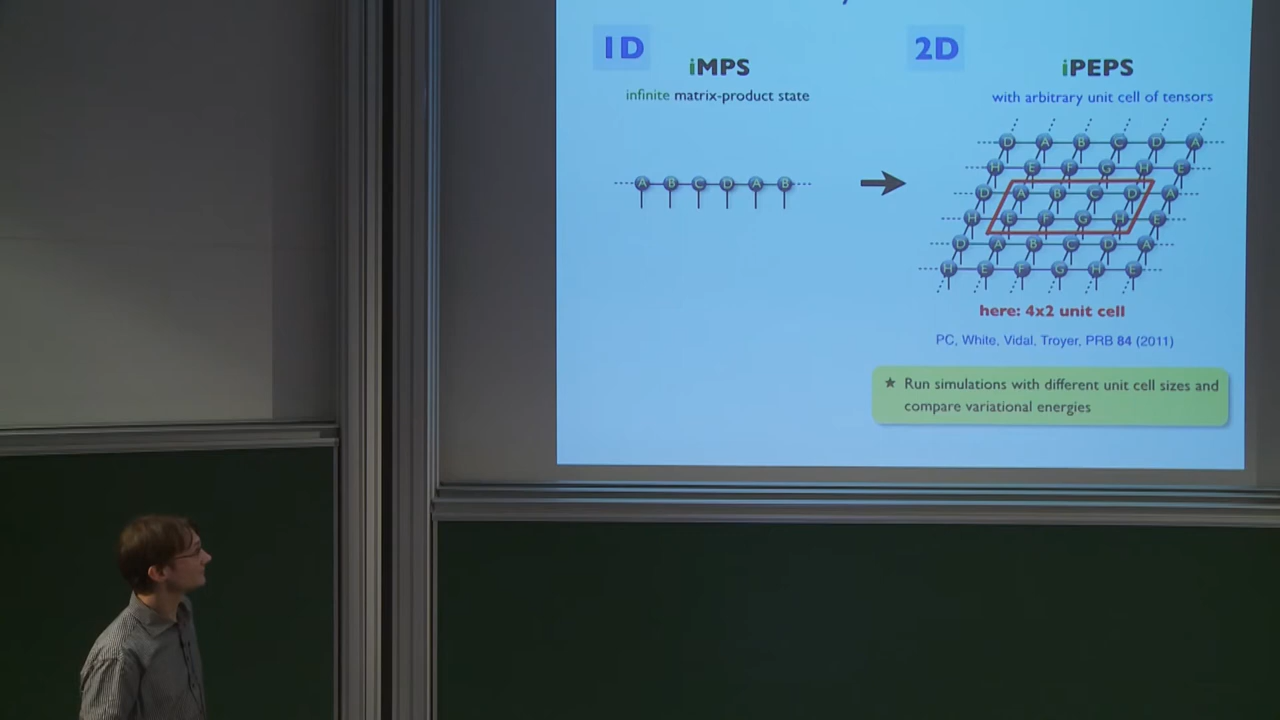 1D
iMPS
infinite matrix-product state
A B C D A B
2D
iPEPS
with arbitrary unit cell of tensors
D A B C D A
H E F G H E
D A B C D A
H E F G H E
D A B C D A
H E F G H E
here: 4x2 unit cell
PC, White, Vidal, Troyer, PRB 84 (2011)
★ Run simulations with different unit cell sizes and
compare variational energies